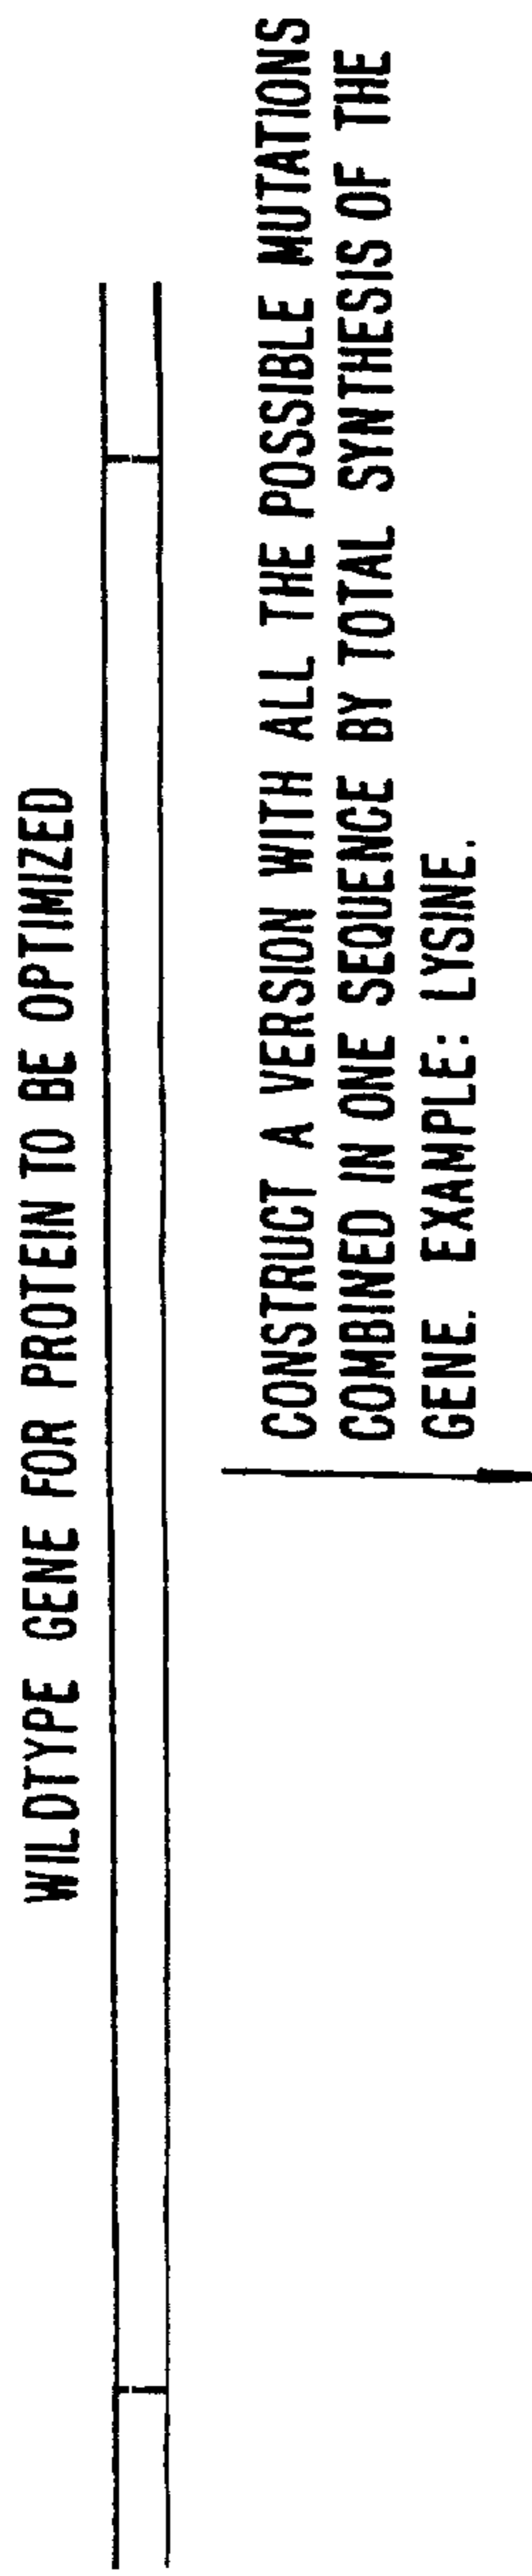 WILDTYPE GENE FOR PROTEIN TO BE OPTIMIZED
CONSTRUCT A VERSION WITH ALL THE POSSIBLE MUTATIONS
COMBINED IN ONE SEQUENCE BY TOTAL SYNTHESIS OF THE
GENE. EXAMPLE: LYSINE.